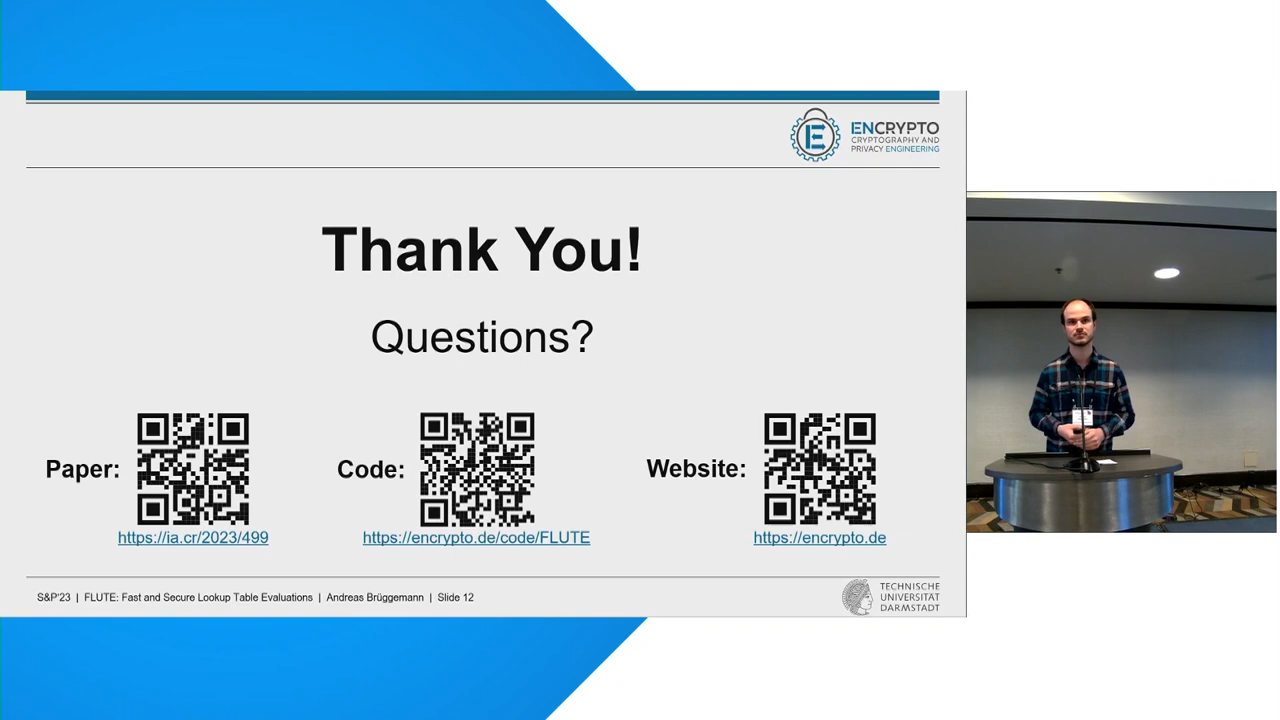 ENCRYPTO
CRYPTOGRAPHY AND
PRIVACY ENGINEERING
Thank You!
Questions?
Paper:
https://ia.cr/2023/499
Code:
https://encrypto.de/code/FLUTE
Website:
https://encrypto.de
S&P'23 | FLUTE: Fast and Secure Lookup Table Evaluations | Andreas Brüggemann | Slide 12
TECHNISCHE
UNIVERSITÄT
DARMSTADT